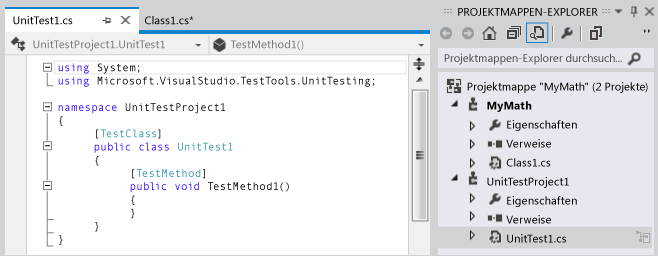 UnitTest1.cs
Class1.cs*
UnitTestProject1.UnitTest1
TestMethod1()
using System;
using Microsoft.VisualStudio.TestTools.UnitTesting;
namespace UnitTestProject1
{
[TestClass]
public class UnitTest1
{
[TestMethod]
public void TestMethod1()
{
}
}
}
PROJEKTMAPPEN-EXPLORER
Projektmappen-Explorer durchsuch...
Projektmappe "MyMath" (2 Projekte)
MyMath
Eigenschaften
Verweise
Class1.cs
UnitTestProject1
Eigenschaften
Verweise
UnitTest1.cs